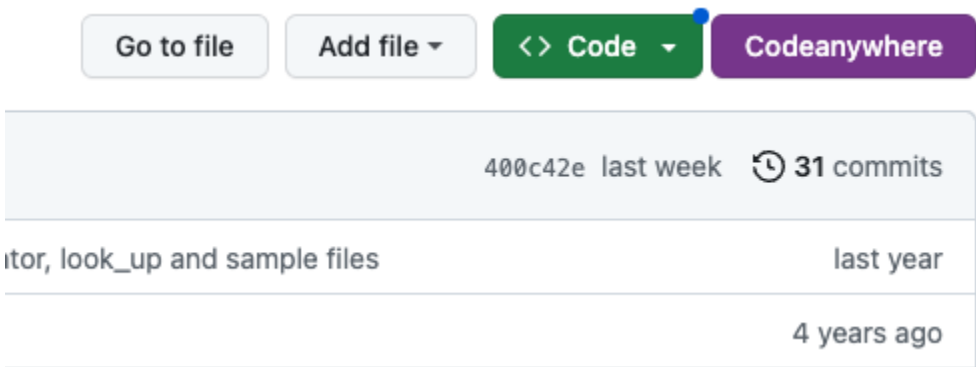 Go to file Add file <> Code Codeanywhere
400c42e last week 31 commits
look_up and sample files last year
4 years ago